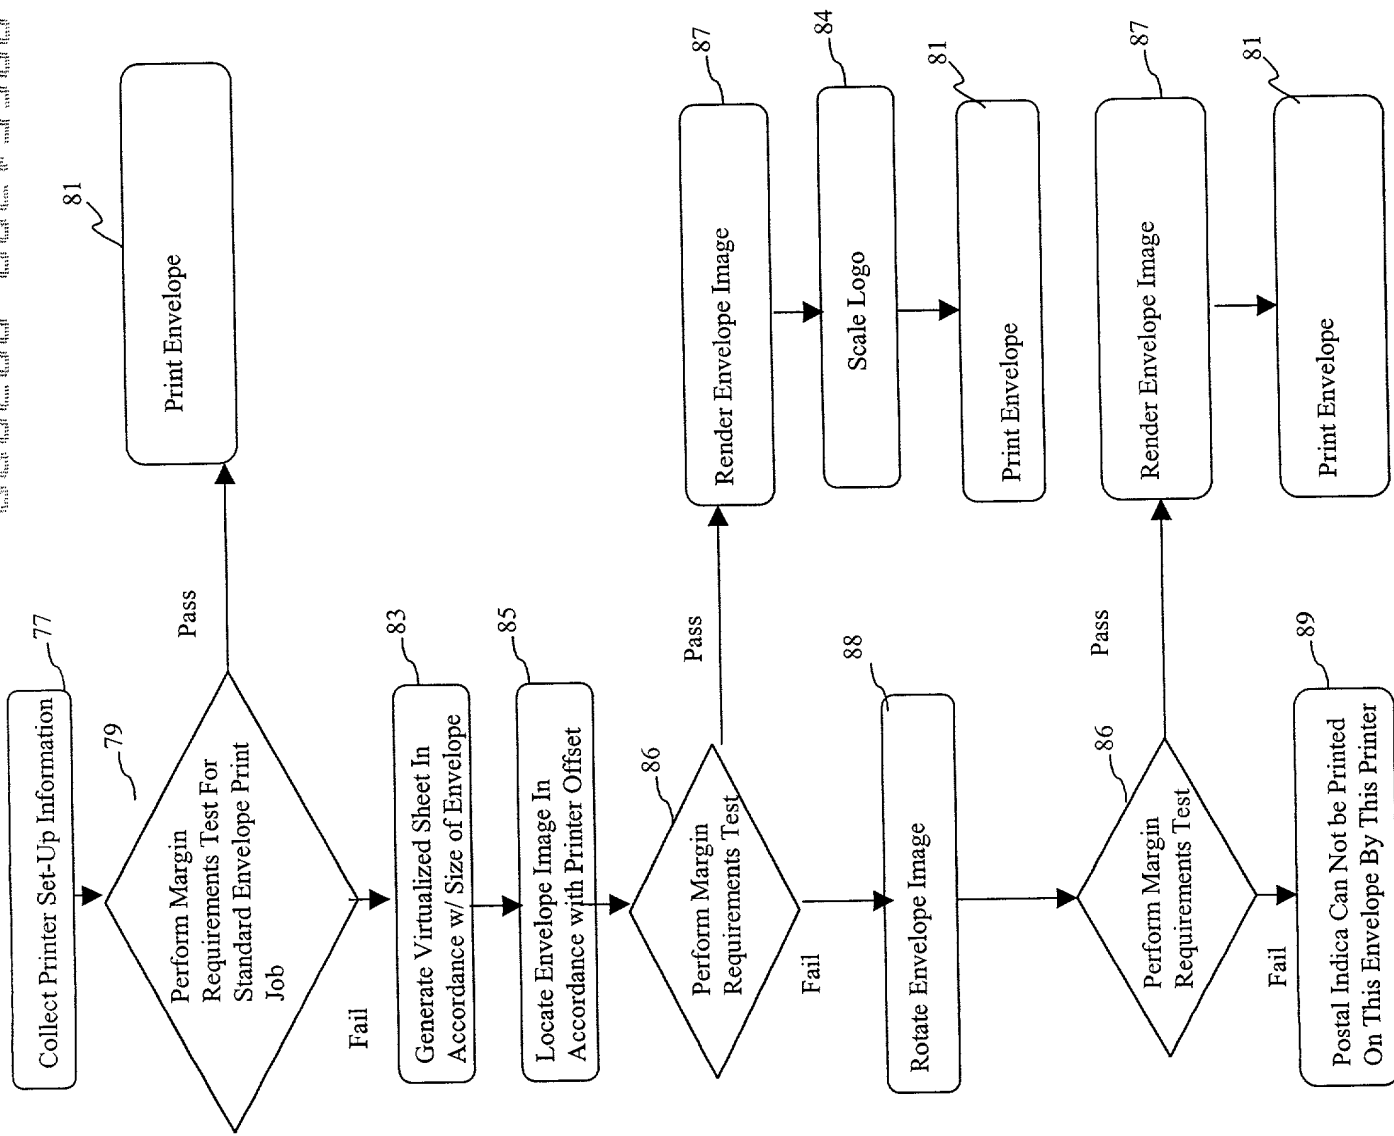 Collect Printer Set-Up Information
77
79
Perform Margin
Requirements Test For
Standard Envelope Print
Job
Pass
81
Print Envelope
Fail
83
Generate Virtualized Sheet In
Accordance w/ Size of Envelope
85
Locate Envelope Image In
Accordance with Printer Offset
86
Perform Margin
Requirements Test
Pass
87
Render Envelope Image
84
Scale Logo
81
Print Envelope
Fail
88
Rotate Envelope Image
86
Perform Margin
Requirements Test
Pass
87
Render Envelope Image
81
Print Envelope
Fail
89
Postal Indica Can Not be Printed
On This Envelope By This Printer